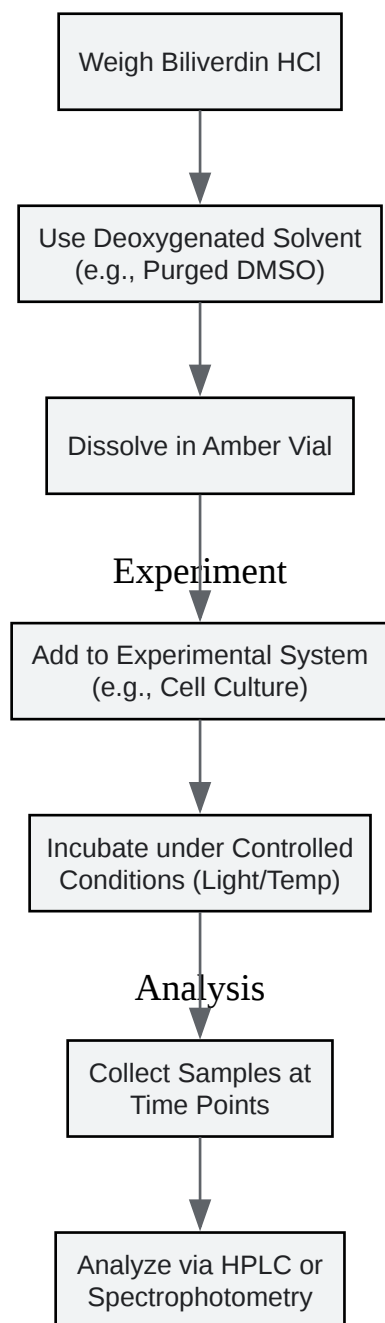 Weigh Biliverdin HCl
Use Deoxygenated Solvent
(e.g., Purged DMSO)
Dissolve in Amber Vial
Experiment
Add to Experimental System
(e.g., Cell Culture)
Incubate under Controlled
Conditions (Light/Temp)
Analysis
Collect Samples at
Time Points
Analyze via HPLC or
Spectrophotometry